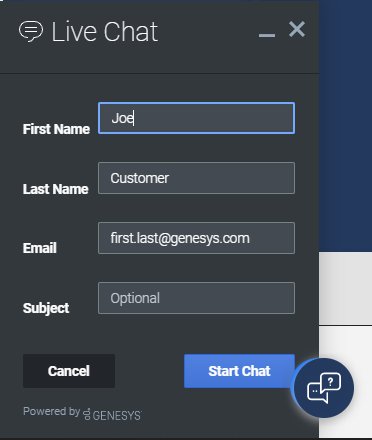 Live Chat
First Name Joe
Last Name Customer
Email first.last@genesys.com
Subject Optional
Cancel Start Chat
Powered by GENESYS
?